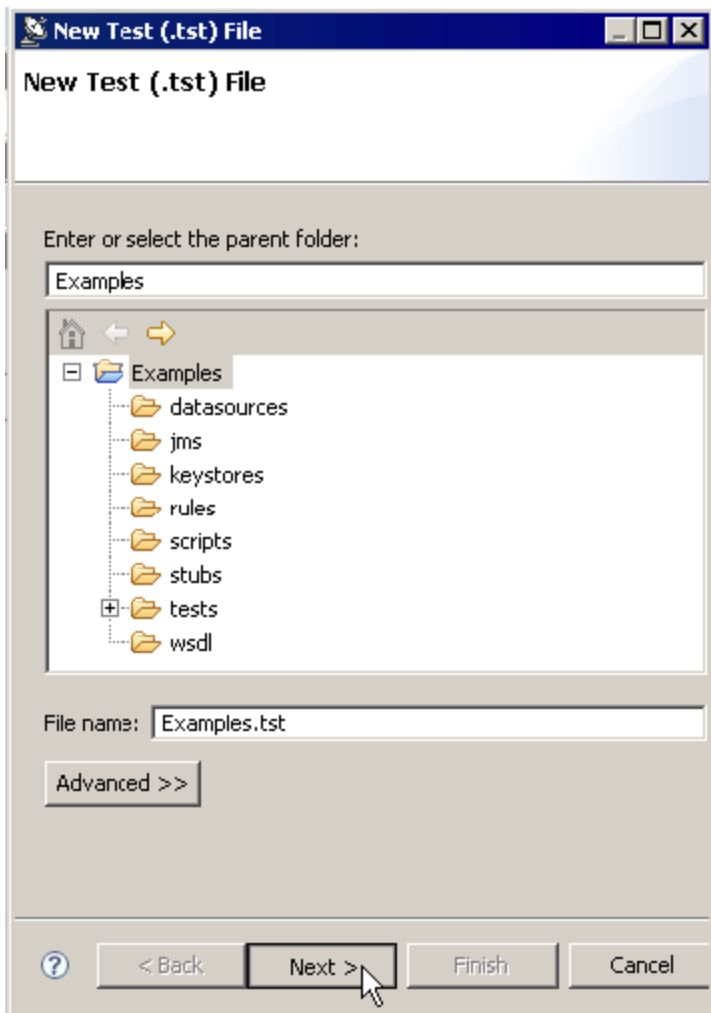 New Test (.tst) File
New Test (.tst) File
Enter or select the parent folder:
Examples
Examples
datasources
jms
keystores
rules
scripts
stubs
tests
wsdl
File name: Examples.tst
Advanced >>
? < Back Next > Finish Cancel